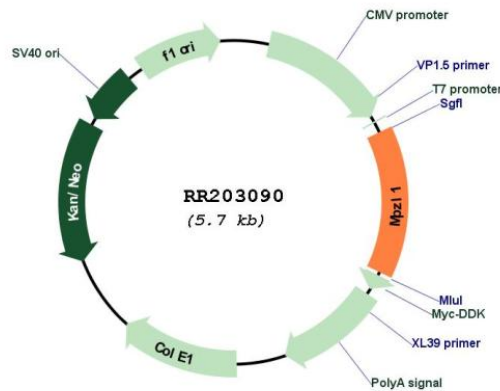 CMV promoter
SV40 ori
f1 ori
VP1.5 primer
T7 promoter
SgfI
Kan/Neo
RR203090
(5.7 kb)
Mpzl 1
MluI
Myc-DDK
XL39 primer
Col E1
PolyA signal